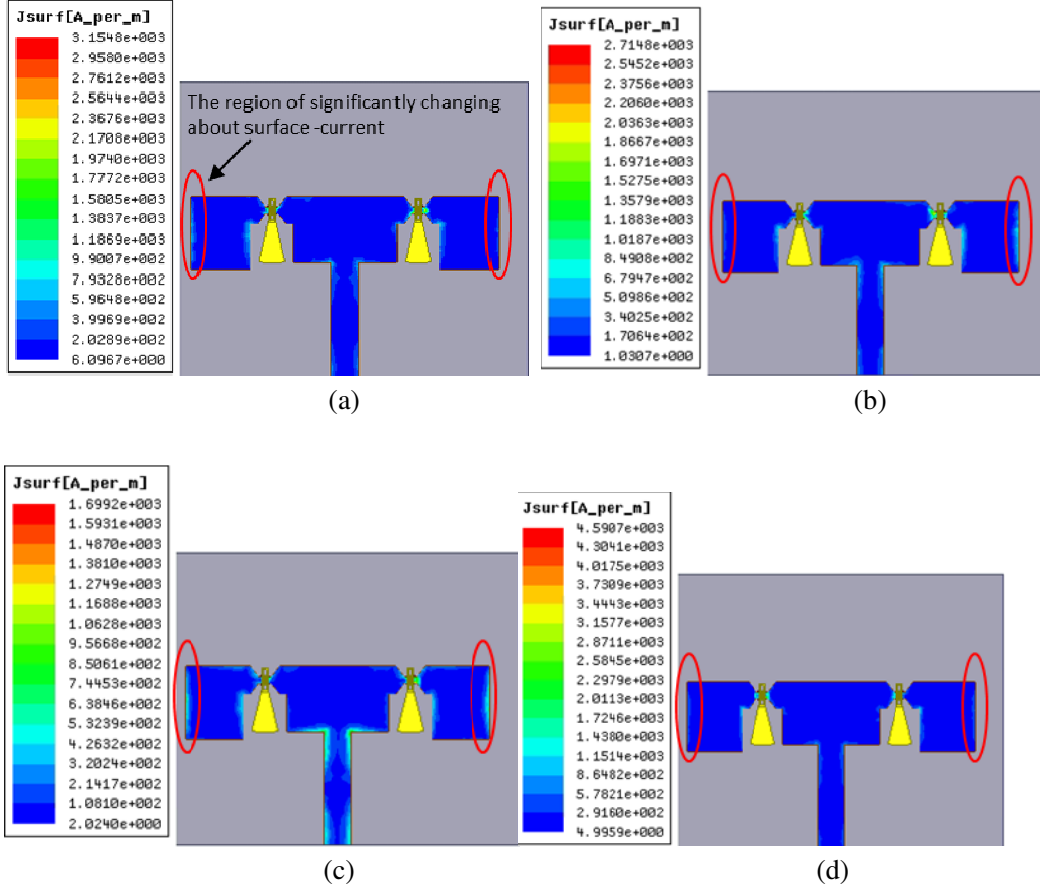 Jsurf[A_per_m]
3.1548e+003
2.9580e+003
2.7612e+003
2.5644e+003
2.3676e+003
2.1708e+003
1.9740e+003
1.7772e+003
1.5805e+003
1.3837e+003
1.1869e+003
9.9007e+002
7.9328e+002
5.9648e+002
3.9969e+002
2.0289e+002
6.0967e+000
The region of significantly changing
about surface -current
(a)
Jsurf[A_per_m]
2.7148e+003
2.5452e+003
2.3756e+003
2.2060e+003
2.0363e+003
1.8667e+003
1.6971e+003
1.5275e+003
1.3579e+003
1.1883e+003
1.0187e+003
8.4908e+002
6.7947e+002
5.0986e+002
3.4025e+002
1.7064e+002
1.0307e+000
(b)
Jsurf[A_per_m]
1.6992e+003
1.5931e+003
1.4870e+003
1.3810e+003
1.2749e+003
1.1688e+003
1.0628e+003
9.5668e+002
8.5061e+002
7.4453e+002
6.3846e+002
5.3239e+002
4.2632e+002
3.2024e+002
2.1417e+002
1.0810e+002
2.0240e+000
(c)
Jsurf[A_per_m]
4.5907e+003
4.3041e+003
4.0175e+003
3.7309e+003
3.4443e+003
3.1577e+003
2.8711e+003
2.5845e+003
2.2979e+003
2.0113e+003
1.7246e+003
1.4380e+003
1.1514e+003
8.6482e+002
5.7821e+002
2.9160e+002
4.9959e+000
(d)